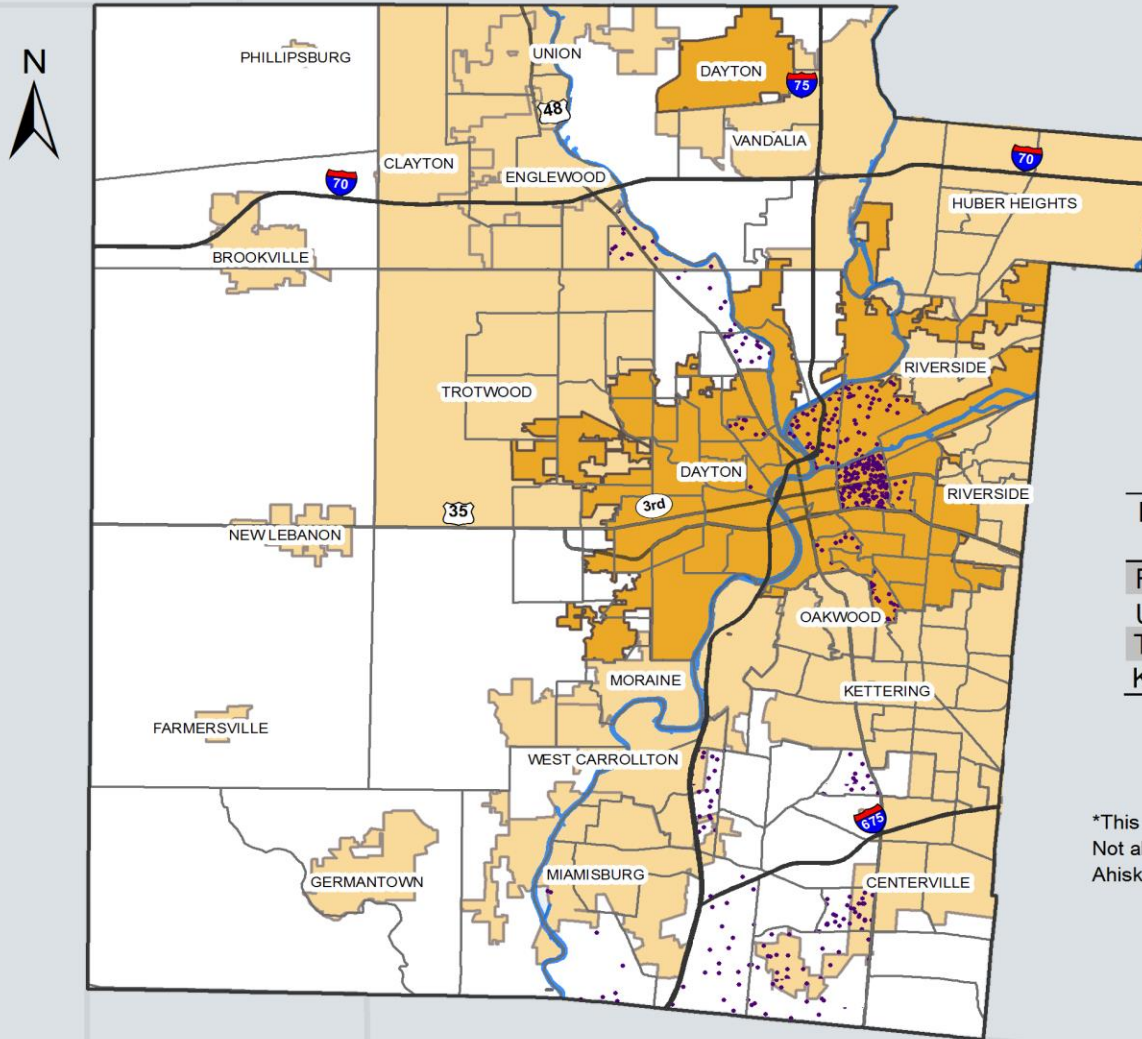 N
PHILLIPSBURG
UNION
DAYTON
75
48
VANDALIA
CLAYTON
ENGLEWOOD
70
70
HUBER HEIGHTS
BROOKVILLE
RIVERSIDE
TROTWOOD
DAYTON
RIVERSIDE
3rd
35
NEW LEBANON
OAKWOOD
MORAINE
KETTERING
FARMERSVILLE
WEST CARROLLTON
675
*This
Not a
Ahisk
MIAMISBURG
GERMANTOWN
CENTERVILLE